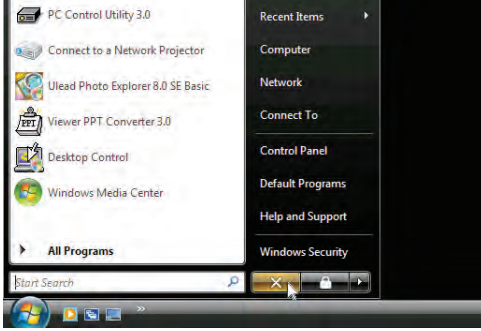 PC Control Utility 3.0
Connect to a Network Projector
Ulead Photo Explorer 8.0 SE Basic
PPT
Viewer PPT Converter 3.0
Desktop Control
Windows Media Center
All Programs
Start Search
Recent Items
Computer
Network
Connect To
Control Panel
Default Programs
Help and Support
Windows Security